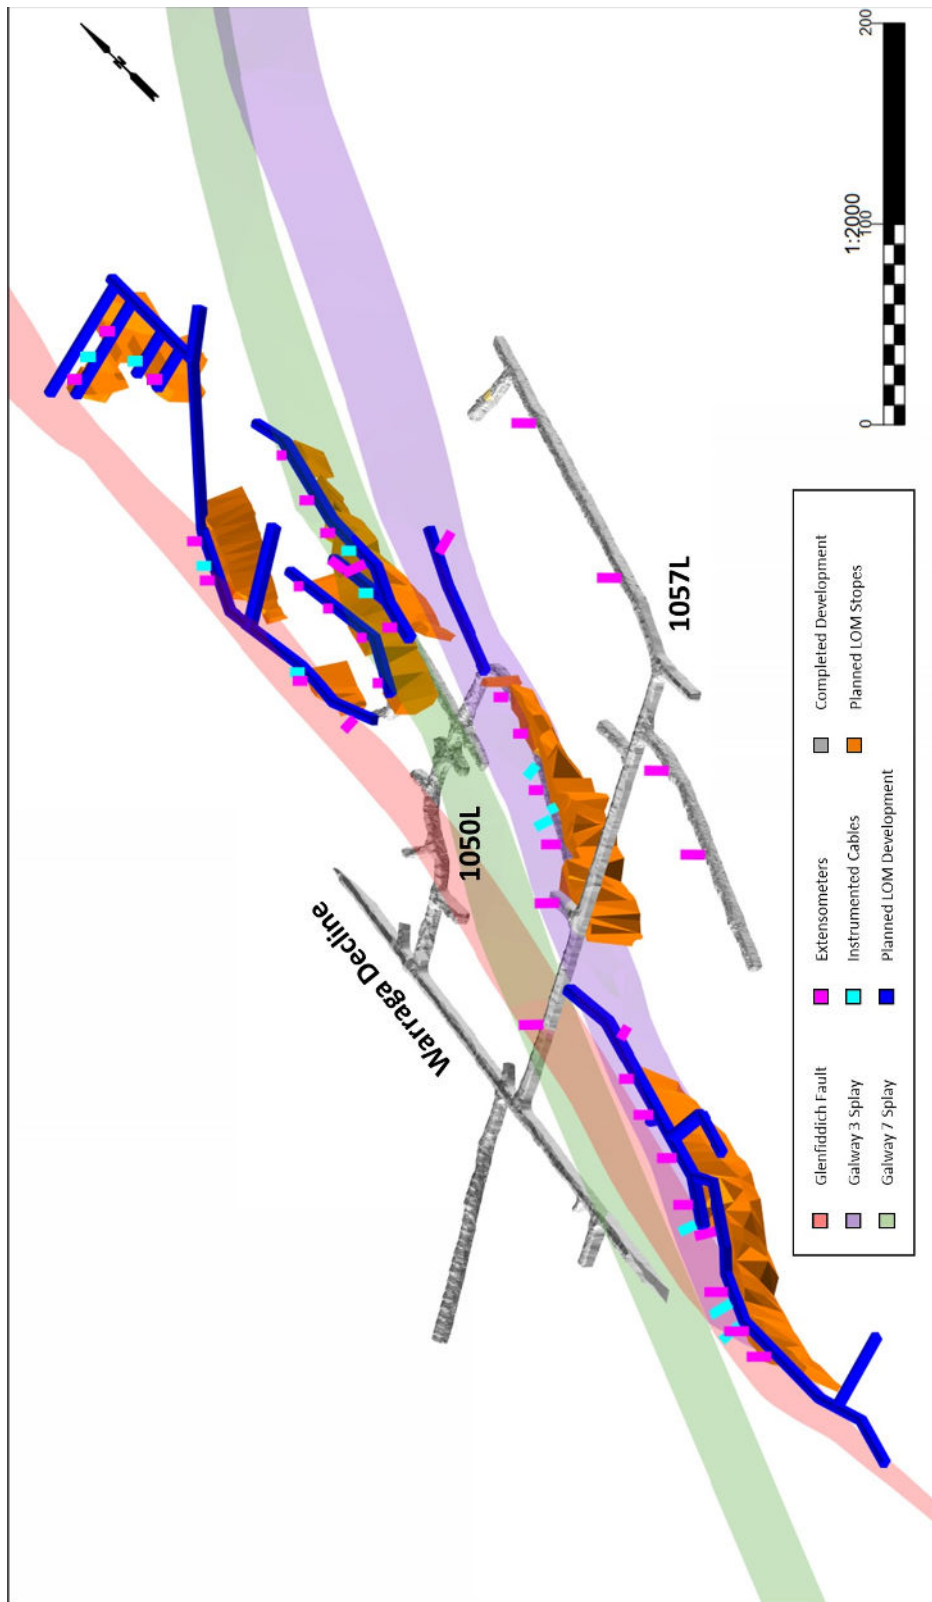 N
Warraga Decline
1050L
1057L
0
100
200
1:2000
Glenfiddich Fault
Galway 3 Splay
Galway 7 Splay
Extensometers
Instrumented Cables
Planned LOM Development
Completed Development
Planned LOM Stopes